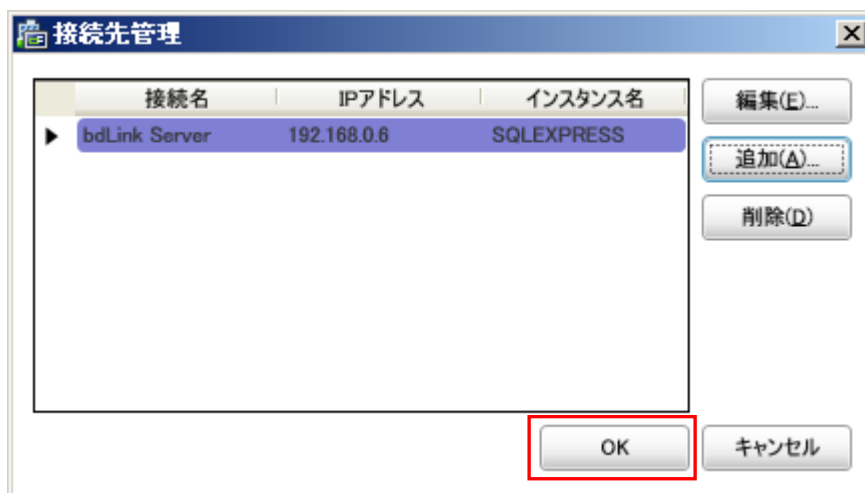 接続先管理
接続名 IPアドレス インスタンス名
bdLink Server 192.168.0.6 SQLEXPRESS
編集(E)...
追加(A)...
削除(D)
OK
キャンセル